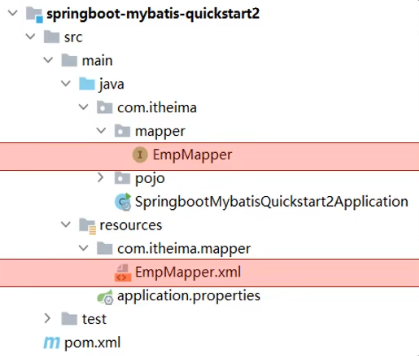 springboot-mybatis-quickstart2
src
main
java
com.itheima
mapper
EmpMapper
pojo
SpringbootMybatisQuickstart2Application
resources
com.itheima.mapper
EmpMapper.xml
application.properties
test
pom.xml